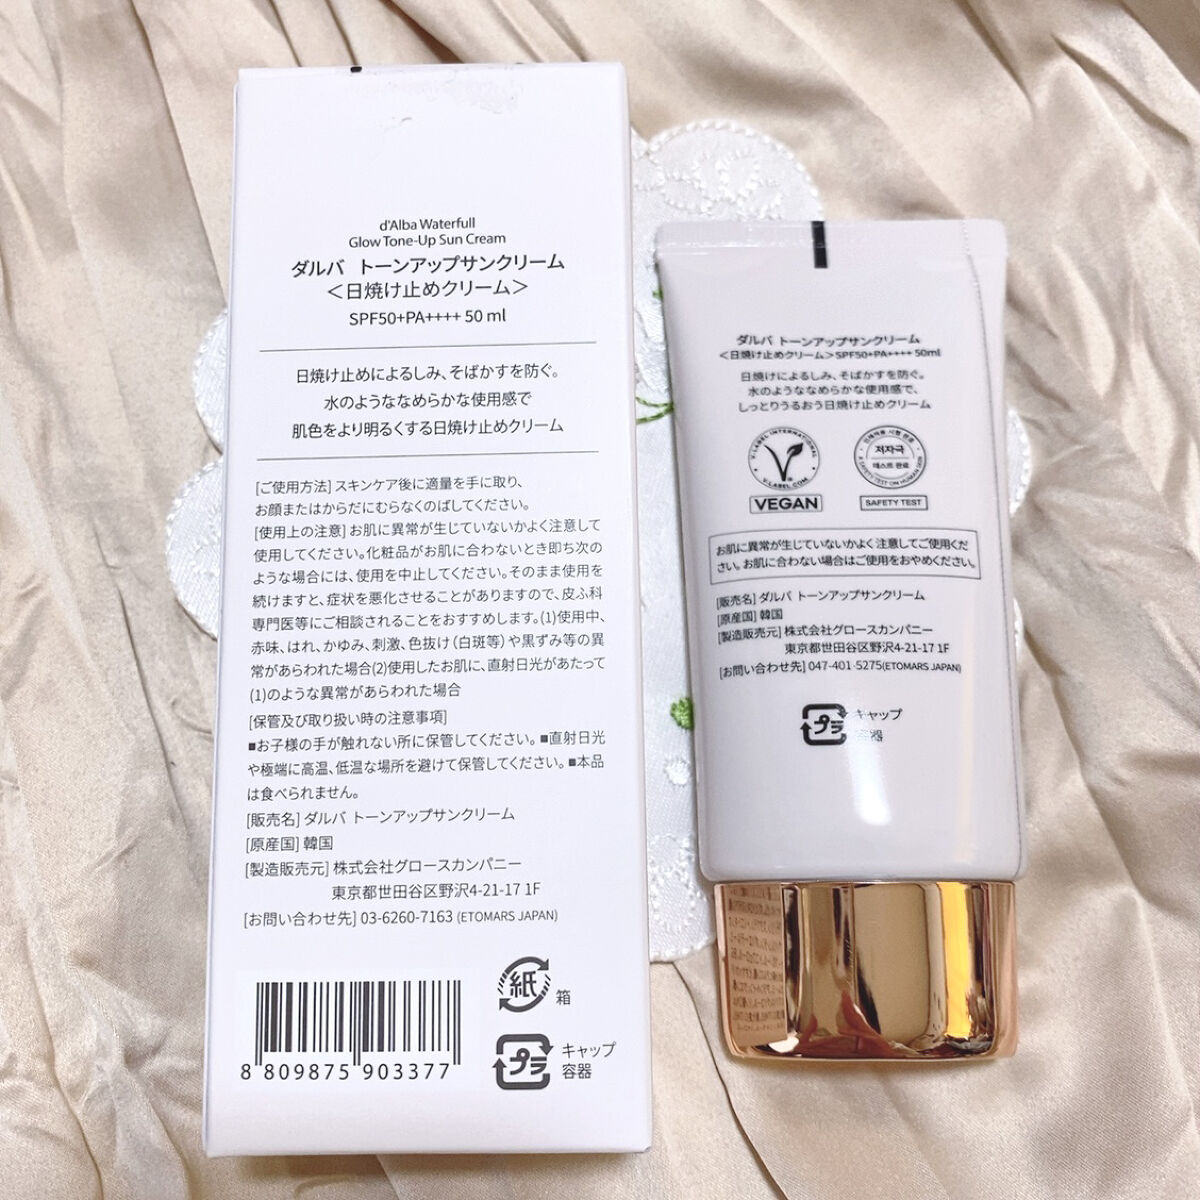 d'Alba Waterfull
Glow Tone-Up Sun Cream
ダルバ トーンアップサンクリーム
＜日焼け止めクリーム＞
SPF50+PA++++ 50 ml
日焼け止めによるしみ、そばかすを防ぐ。
水のようななめらかな使用感で
肌色をより明るくする日焼け止めクリーム
[ご使用方法] スキンケア後に適量を手に取り、
お顔またはからだにむらなくのばしてください。
[使用上の注意] お肌に異常が生じていないかよく注意して
使用してください。化粧品がお肌に合わないとき即ち次の
ような場合には、使用を中止してください。そのまま使用を
続けますと、症状を悪化させることがありますので、皮ふ科
専門医等にご相談されることをおすすめします。(1)使用中、
赤味、はれ、かゆみ、刺激、色抜け（白斑等）や黒ずみ等の異
常があらわれた場合(2)使用したお肌に、直射日光があたって
(1)のような異常があらわれた場合
[保管及び取り扱い時の注意事項]
■お子様の手が触れない所に保管してください。■直射日光
や極端に高温、低温な場所を避けて保管してください。■本品
は食べられません。
[販売名] ダルバ トーンアップサンクリーム
[原産国] 韓国
[製造販売元] 株式会社グロースカンパニー
東京都世田谷区野沢4-21-17 1F
[お問い合わせ先] 03-6260-7163 (ETOMARS JAPAN)
8 809875 903377
紙 箱
プラ キャップ
容器
ダルバ トーンアップサンクリーム
＜日焼け止めクリーム＞SPF50+PA++++ 50ml
日焼けによるしみ、そばかすを防ぐ。
水のようななめらかな使用感で、
しっとりうるおう日焼け止めクリーム
V-LABEL INTERNATIONAL
V-LABEL.COM
VEGAN
인체적용 시험 완료
저자극
테스트 완료
A SAFETY TEST ON HUMAN SKIN
SAFETY TEST
お肌に異常が生じていないかよく注意してご使用くだ
さい。お肌に合わない場合はご使用をおやめください。
[販売名] ダルバ トーンアップサンクリーム
[原産国] 韓国
[製造販売元] 株式会社グロースカンパニー
東京都世田谷区野沢4-21-17 1F
[お問い合わせ先] 047-401-5275(ETOMARS JAPAN)
プラ キャップ
容器